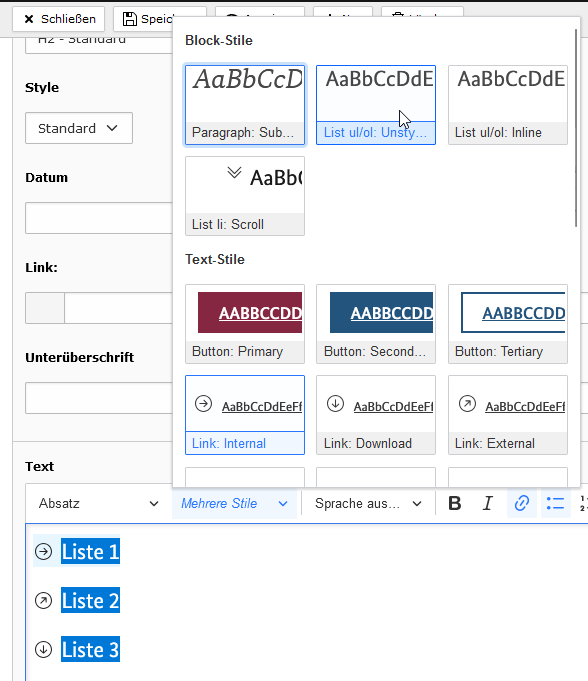 Schließen
H2 - Standard
Style
Standard
Datum
Link:
Unterüberschrift
Block-Stile
AaBbCcD
Paragraph: Sub...
AaBbCcDdE
List ul/ol: Unsty...
AaBbCcDdE
List ul/ol: Inline
AaBb
List li: Scroll
Text-Stile
AABBCCDD
Button: Primary
AABBCCDD
Button: Second...
AABBCCDD
Button: Tertiary
AaBbCcDdEeFf
Link: Internal
AaBbCcDdEeFf
Link: Download
AaBbCcDdEeFf
Link: External
Text
Absatz
Mehrere Stile
Sprache aus...
B
I
Liste 1
Liste 2
Liste 3